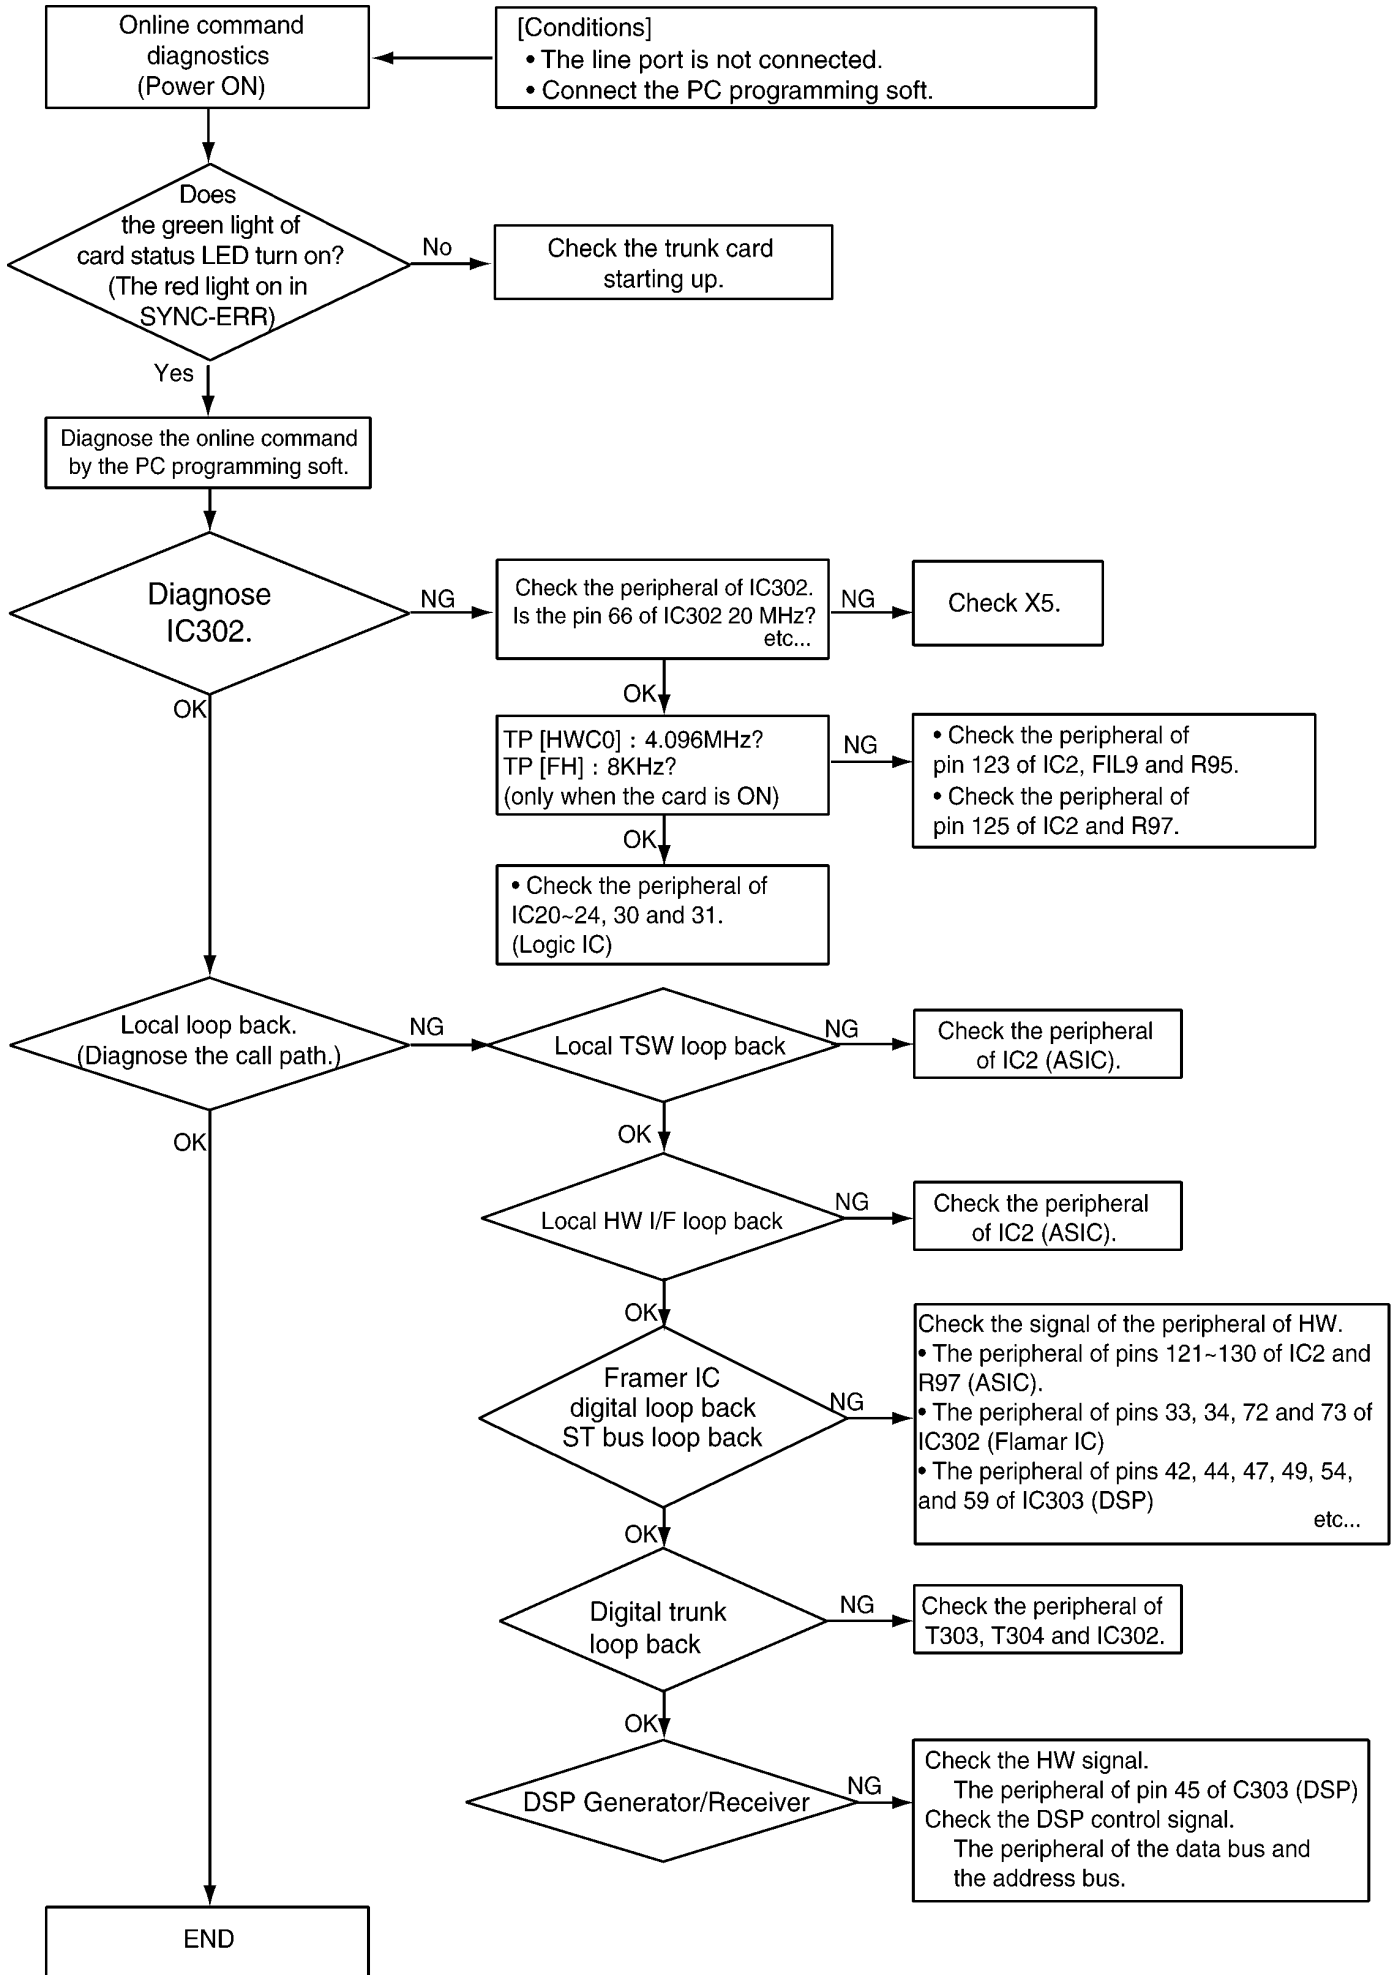 Online command
diagnostics
(Power ON)
[Conditions]
• The line port is not connected.
• Connect the PC programming soft.
Does
the green light of
card status LED turn on?
(The red light on in
SYNC-ERR)
No
Check the trunk card
starting up.
Yes
Diagnose the online command
by the PC programming soft.
Diagnose
IC302.
NG
Check the peripheral of IC302.
Is the pin 66 of IC302 20 MHz?
etc...
NG
Check X5.
OK
OK
TP [HWC0] : 4.096MHz?
TP [FH] : 8KHz?
(only when the card is ON)
NG
• Check the peripheral of
pin 123 of IC2, FIL9 and R95.
• Check the peripheral of
pin 125 of IC2 and R97.
OK
• Check the peripheral of
IC20~24, 30 and 31.
(Logic IC)
Local loop back.
(Diagnose the call path.)
NG
Local TSW loop back
NG
Check the peripheral
of IC2 (ASIC).
OK
OK
Local HW I/F loop back
NG
Check the peripheral
of IC2 (ASIC).
OK
Framer IC
digital loop back
ST bus loop back
NG
Check the signal of the peripheral of HW.
• The peripheral of pins 121~130 of IC2 and
R97 (ASIC).
• The peripheral of pins 33, 34, 72 and 73 of
IC302 (Flamar IC)
• The peripheral of pins 42, 44, 47, 49, 54,
and 59 of IC303 (DSP)
etc...
OK
Digital trunk
loop back
NG
Check the peripheral of
T303, T304 and IC302.
OK
DSP Generator/Receiver
NG
Check the HW signal.
The peripheral of pin 45 of C303 (DSP)
Check the DSP control signal.
The peripheral of the data bus and
the address bus.
END